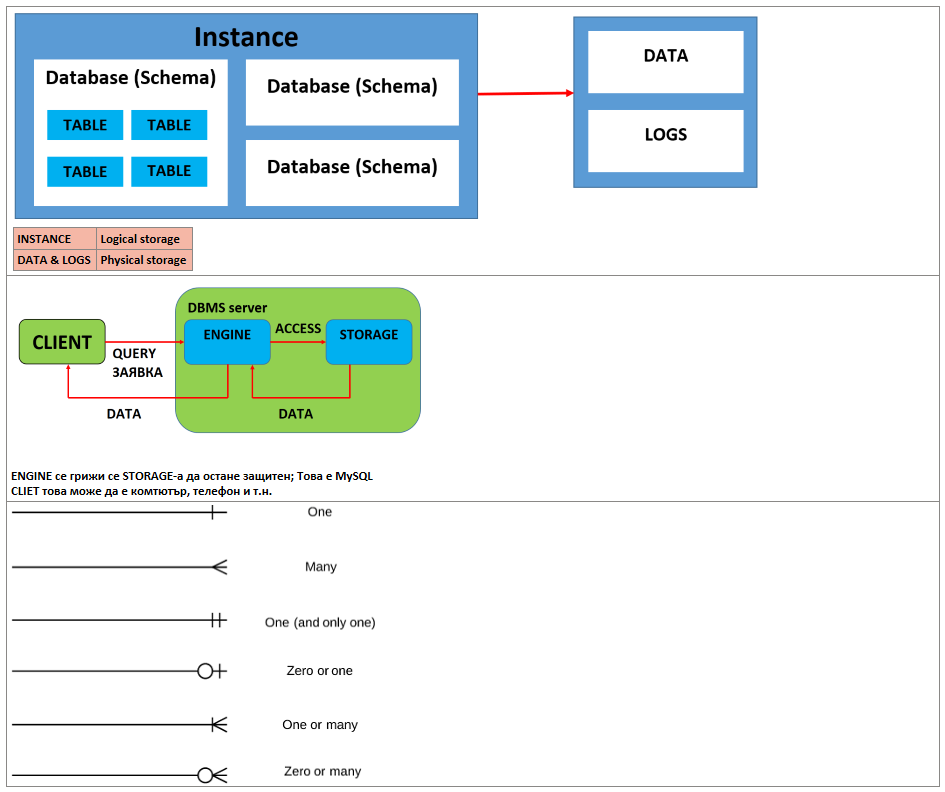 Instance
Database (Schema)
TABLE TABLE
TABLE TABLE
Database (Schema)
Database (Schema)
DATA
LOGS
INSTANCE Logical storage
DATA & LOGS Physical storage
DBMS server
CLIENT
QUERY
ЗАЯВКА
ENGINE
ACCESS
STORAGE
DATA
DATA
ENGINE се грижи се STORAGE-а да остане защитен; Това е MySQL
CLIET това може да е комтютър, телефон и т.н.
One
Many
One (and only one)
Zero or one
One or many
Zero or many